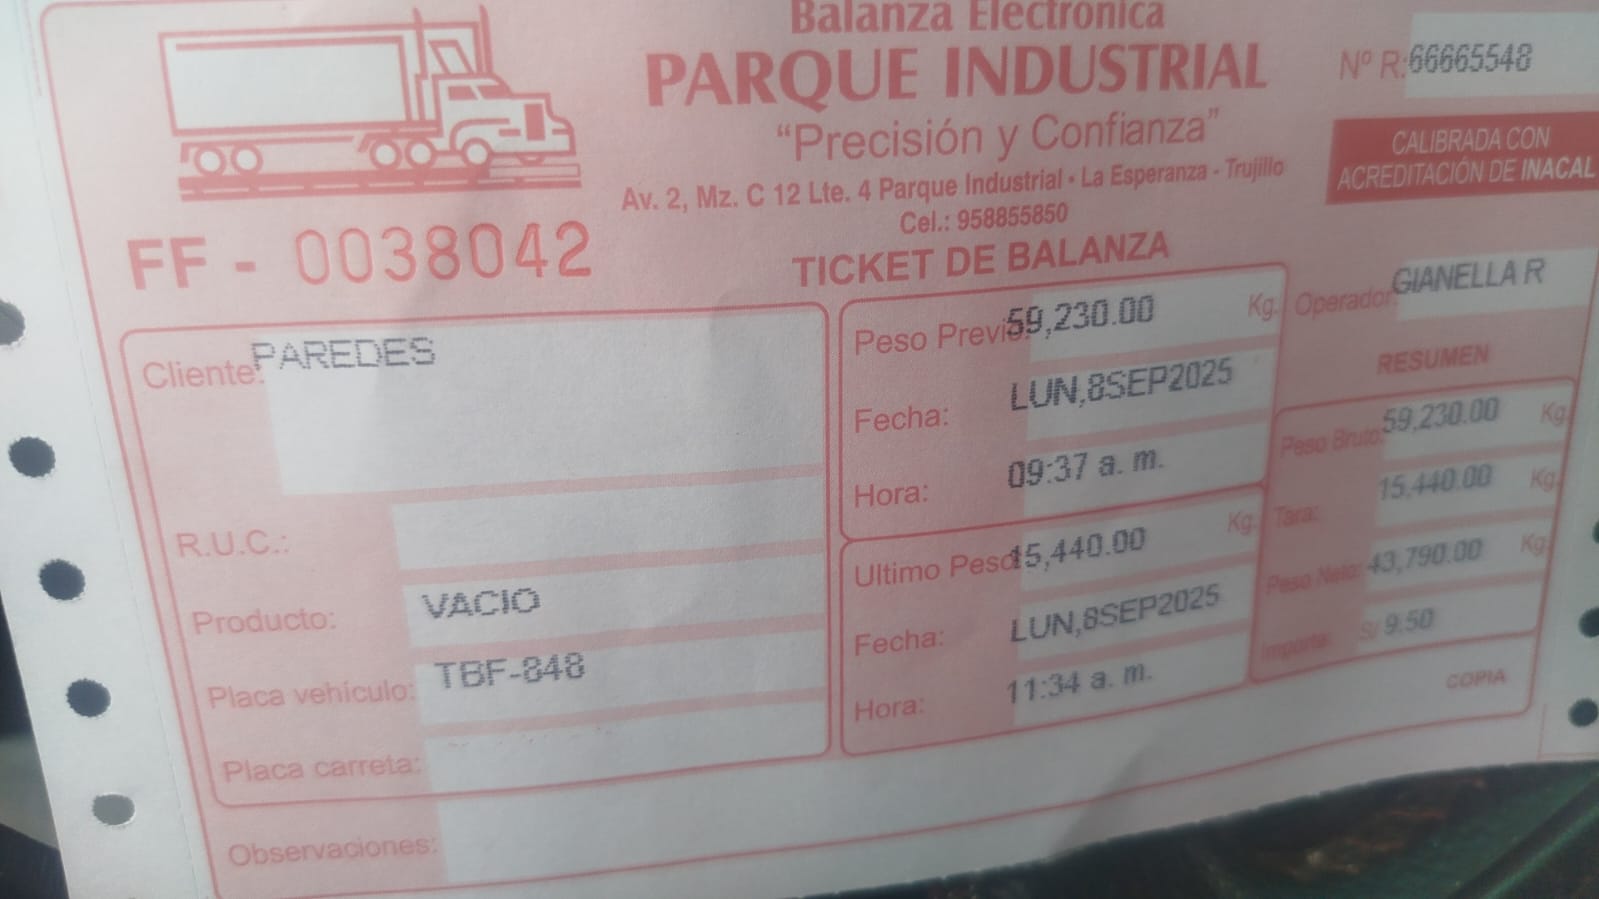 Balanza Electrónica
PARQUE INDUSTRIAL
"Precisión y Confianza"
Av. 2, Mz. C 12 Lte. 4 Parque Industrial • La Esperanza - Trujillo
Cel.: 958855850
Nº R: 66665548
CALIBRADA CON
ACREDITACIÓN DE INACAL
FF - 0038042
TICKET DE BALANZA
Operador: GIANELLA R
Cliente: PAREDES
R.U.C.:
Producto: VACIO
Placa vehículo: TBF-848
Placa carreta:
Observaciones:
Peso Previo: 59,230.00 Kg.
Fecha: LUN,8SEP2025
Hora: 09:37 a. m.
Ultimo Peso: 15,440.00 Kg.
Fecha: LUN,8SEP2025
Hora: 11:34 a. m.
RESUMEN
Peso Bruto: 59,230.00 Kg.
Tara: 15,440.00 Kg.
Peso Neto: 43,790.00 Kg.
Importe: S/ 9.50
COPIA